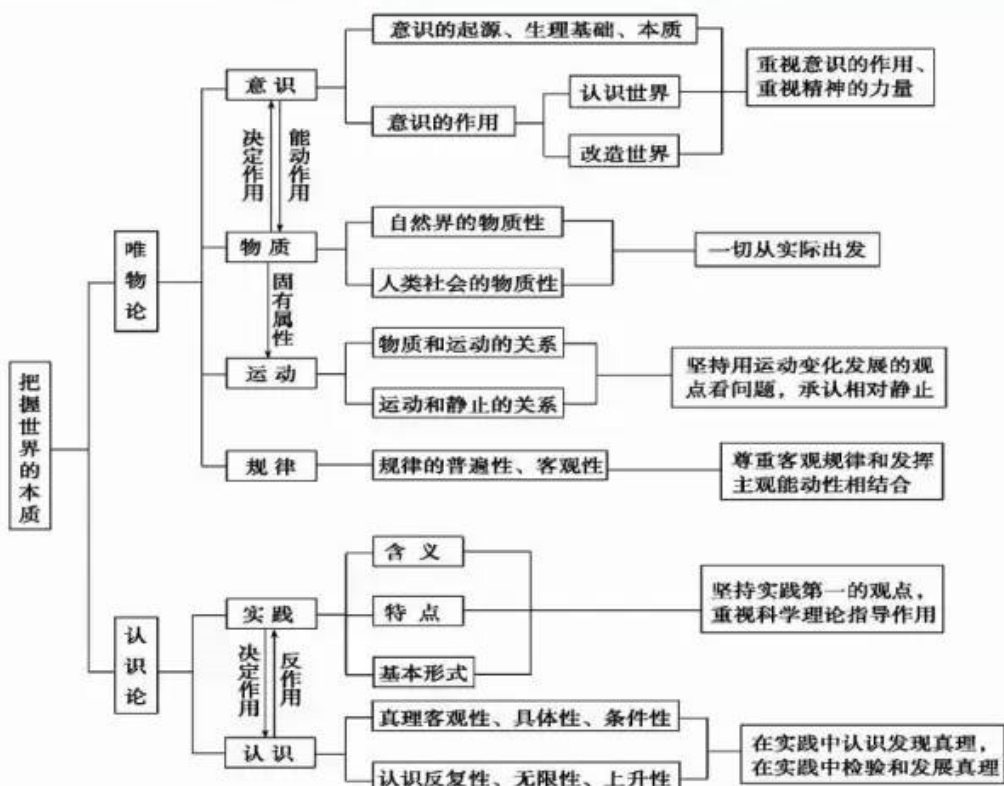 把握世界的本质
唯物论
意识
意识的起源、生理基础、本质
意识的作用
认识世界
改造世界
重视意识的作用、
重视精神的力量
决定作用
能动作用
物质
自然界的物质性
人类社会的物质性
一切从实际出发
固有属性
运动
物质和运动的关系
运动和静止的关系
坚持用运动变化发展的观
点看问题，承认相对静止
规律
规律的普遍性、客观性
尊重客观规律和发挥
主观能动性相结合
认识论
实践
含义
特点
基本形式
坚持实践第一的观点，
重视科学理论指导作用
决定作用
反作用
认识
真理客观性、具体性、条件性
认识反复性、无限性、上升性
在实践中认识发现真理，
在实践中检验和发展真理